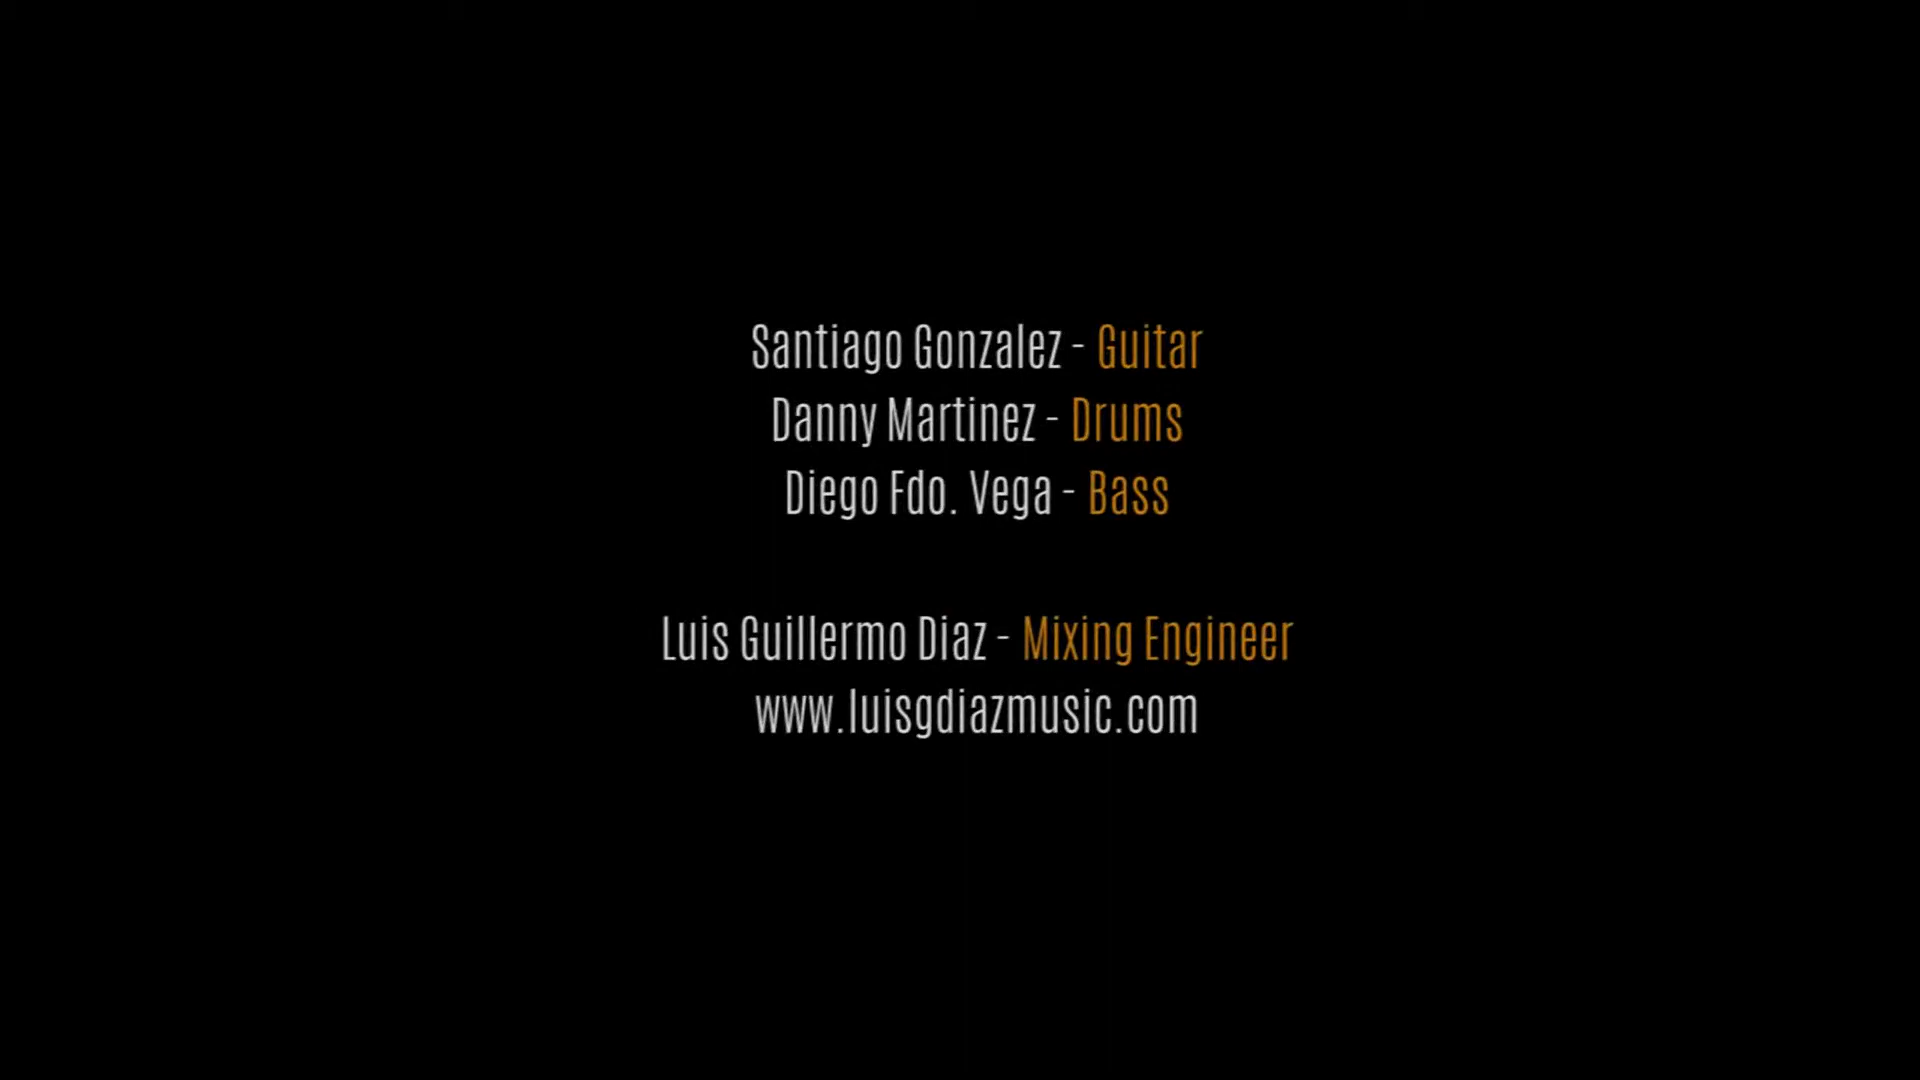 Santiago Gonzalez - Guitar
Danny Martinez - Drums
Diego Fdo. Vega - Bass
Luis Guillermo Diaz - Mixing Engineer
www.luisgdiazmusic.com